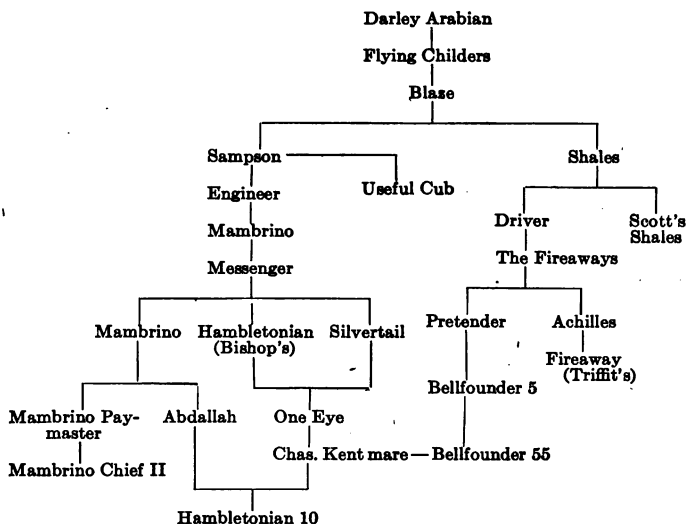 Darley Arabian
Flying Childers
Blaze
Sampson
Shales
Engineer
Useful Cub
Mambrino
Driver
Scott's
Shales
Messenger
The Fireaways
Mambrino
Hambletonian
(Bishop's)
Silvertail
Pretender
Achilles
Fireaway
(Triffit's)
Bellfounder 5
Mambrino Pay-
master
Abdallah
One Eye
Mambrino Chief II
Chas. Kent mare — Bellfounder 55
Hambletonian 10